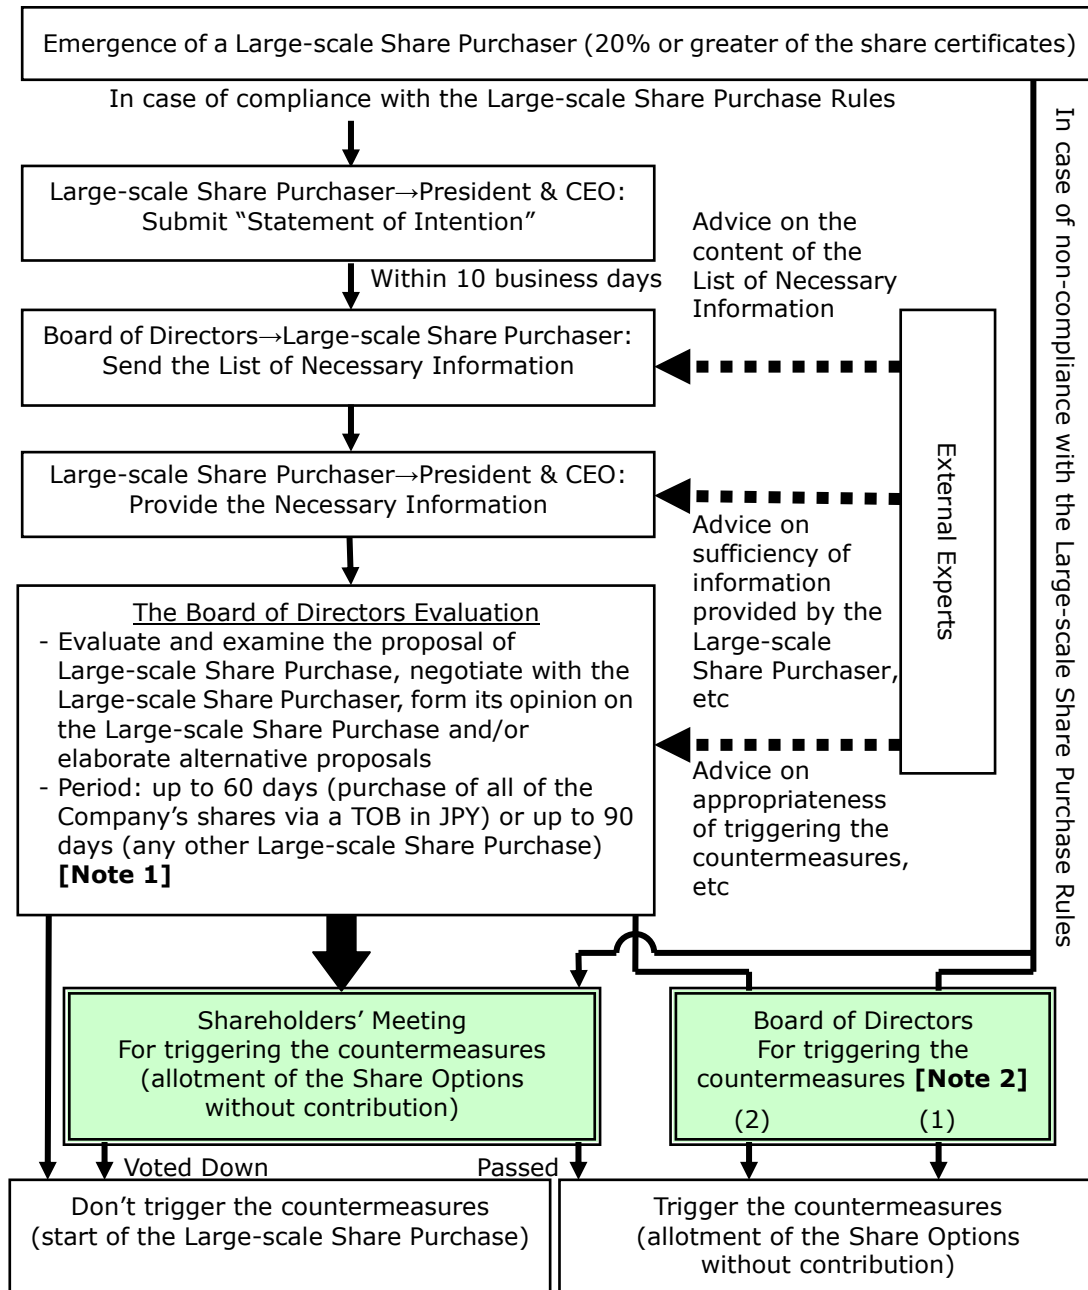 Emergence of a Large-scale Share Purchaser (20% or greater of the share certificates)
In case of compliance with the Large-scale Share Purchase Rules
In case of non-compliance with the Large-scale Share Purchase Rules
Large-scale Share Purchaser→President & CEO:
Submit “Statement of Intention”
Within 10 business days
Advice on the
content of the
List of Necessary
Information
Board of Directors→Large-scale Share Purchaser:
Send the List of Necessary Information
External Experts
Large-scale Share Purchaser→President & CEO:
Provide the Necessary Information
Advice on
sufficiency of
information
provided by the
Large-scale
Share Purchaser,
etc
The Board of Directors Evaluation
- Evaluate and examine the proposal of
Large-scale Share Purchase, negotiate with the
Large-scale Share Purchaser, form its opinion on
the Large-scale Share Purchase and/or
elaborate alternative proposals
- Period: up to 60 days (purchase of all of the
Company’s shares via a TOB in JPY) or up to 90
days (any other Large-scale Share Purchase)
[Note 1]
Advice on
appropriateness
of triggering the
countermeasures,
etc
Shareholders’ Meeting
For triggering the countermeasures
(allotment of the Share Options
without contribution)
Board of Directors
For triggering the
countermeasures [Note 2]
(2) (1)
Voted Down
Passed
Don’t trigger the countermeasures
(start of the Large-scale Share Purchase)
Trigger the countermeasures
(allotment of the Share Options
without contribution)